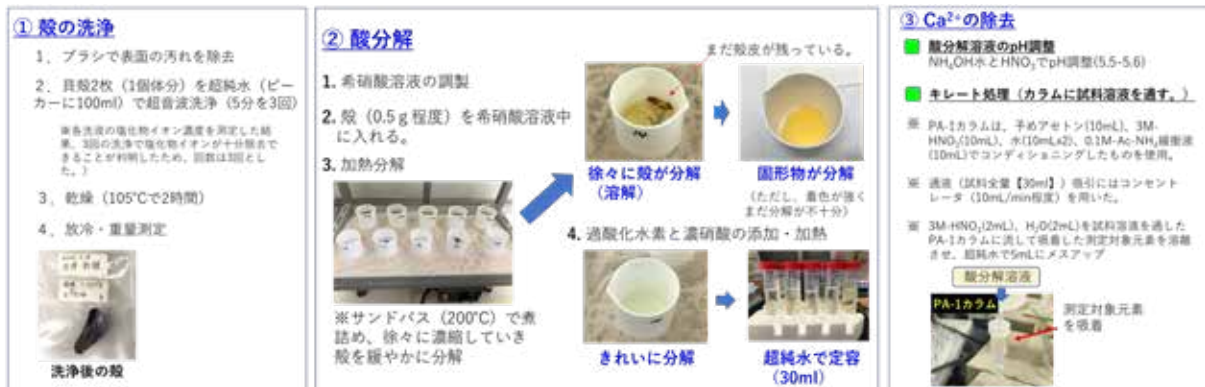 ① 殻の洗浄
1、ブラシで表面の汚れを除去
2、貝殻2枚（1個体分）を超純水（ビー
カーに100ml）で超音波洗浄（5分を3回）
※各洗液の塩化物イオン濃度を測定した結
果、3回の洗浄で塩化物イオンが十分除去で
きることが判明したため、回数は3回とし
た。）
3、乾燥（105℃で2時間）
4、放冷・重量測定
洗浄後の殻
② 酸分解
1. 希硝酸溶液の調製
2. 殻（0.5ｇ程度）を希硝酸溶液中
に入れる。
3. 加熱分解
※サンドバス（200℃）で煮
詰め、徐々に濃縮していき
殻を緩やかに分解
まだ殻皮が残っている。
徐々に殻が分解
（溶解）
固形物が分解
（ただし、着色が強く
まだ分解が不十分）
4. 過酸化水素と濃硝酸の添加・加熱
きれいに分解
超純水で定容
（30ml）
③ Ca²⁺の除去
酸分解溶液のpH調整
NH₄OH水とHNO₃でpH調整(5.5-5.6)
キレート処理（カラムに試料溶液を通す。）
※ PA-1カラムは、予めアセトン(10mL)、3M-
HNO₃(10mL)、水(10mLx2)、0.1M-Ac-NH₄緩衝液
(10mL)でコンディショニングしたものを使用。
※ 通液（試料全量【30ml】）吸引にはコンセント
レータ（10mL/min程度）を用いた。
※ 3M-HNO₃(2mL)、H₂O(2mL)を試料溶液を通した
PA-1カラムに流して吸着した測定対象元素を溶離
させ、超純水で5mLにメスアップ
酸分解溶液
PA-1カラム
測定対象元素
を吸着